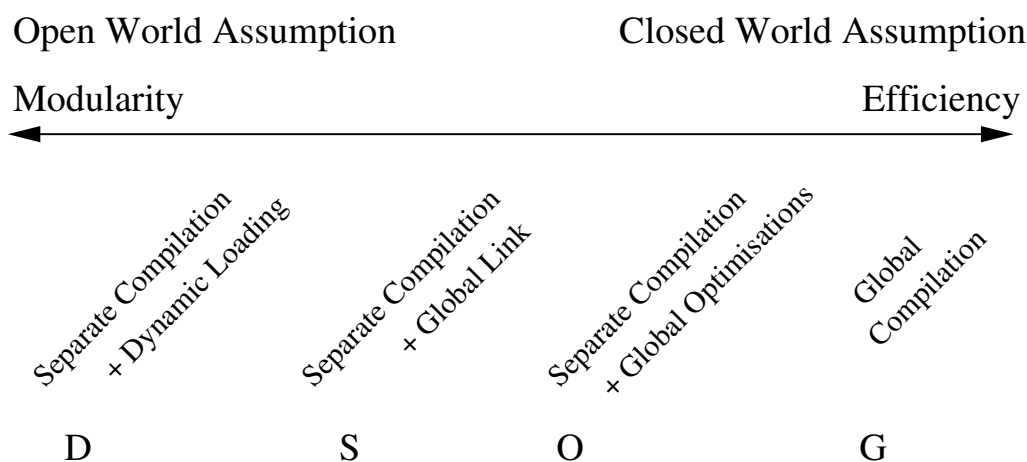 Open World Assumption Closed World Assumption
Modularity Efficiency
Separate Compilation
+ Dynamic Loading
Separate Compilation
+ Global Link
Separate Compilation
+ Global Optimisations
Global
Compilation
D S O G